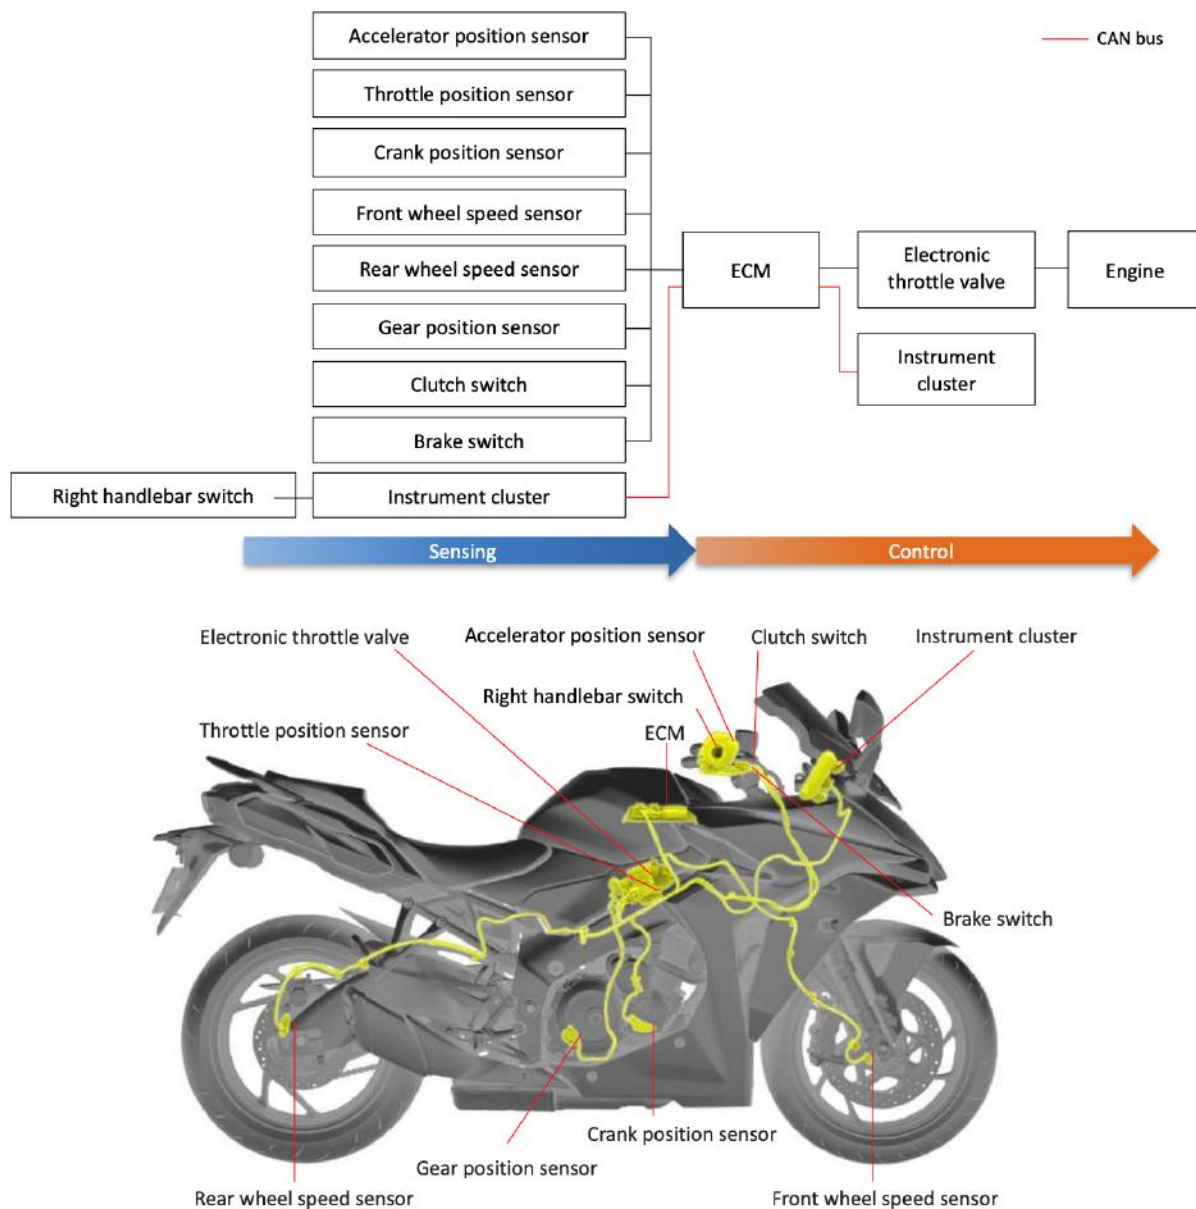 Accelerator position sensor
CAN bus
Throttle position sensor
Crank position sensor
Front wheel speed sensor
Rear wheel speed sensor
ECM
Electronic
throttle valve
Engine
Gear position sensor
Instrument
cluster
Clutch switch
Brake switch
Right handlebar switch
Instrument cluster
Sensing
Control
Electronic throttle valve
Accelerator position sensor
Clutch switch
Instrument cluster
Right handlebar switch
Throttle position sensor
ECM
Brake switch
Crank position sensor
Gear position sensor
Rear wheel speed sensor
Front wheel speed sensor